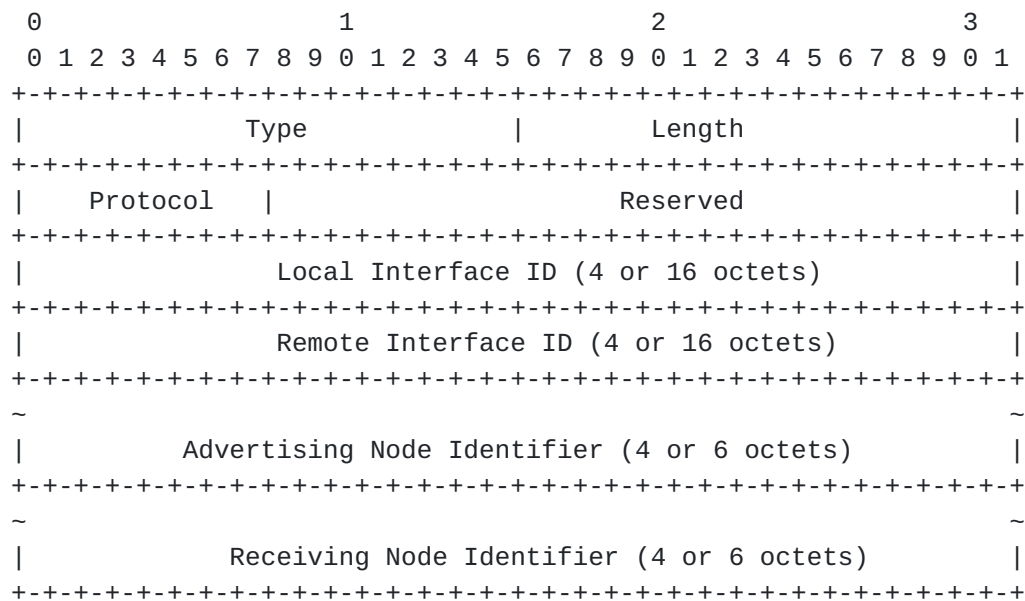 0                   1                   2                   3
 0 1 2 3 4 5 6 7 8 9 0 1 2 3 4 5 6 7 8 9 0 1 2 3 4 5 6 7 8 9 0 1
+-+-+-+-+-+-+-+-+-+-+-+-+-+-+-+-+-+-+-+-+-+-+-+-+-+-+-+-+-+-+-+-+
|              Type             |        Length                 |
+-+-+-+-+-+-+-+-+-+-+-+-+-+-+-+-+-+-+-+-+-+-+-+-+-+-+-+-+-+-+-+-+
|    Protocol   |                      Reserved                 |
+-+-+-+-+-+-+-+-+-+-+-+-+-+-+-+-+-+-+-+-+-+-+-+-+-+-+-+-+-+-+-+-+
|                Local Interface ID (4 or 16 octets)            |
+-+-+-+-+-+-+-+-+-+-+-+-+-+-+-+-+-+-+-+-+-+-+-+-+-+-+-+-+-+-+-+-+
|                Remote Interface ID (4 or 16 octets)           |
+-+-+-+-+-+-+-+-+-+-+-+-+-+-+-+-+-+-+-+-+-+-+-+-+-+-+-+-+-+-+-+-+
~                                                               ~
|          Advertising Node Identifier (4 or 6 octets)          |
+-+-+-+-+-+-+-+-+-+-+-+-+-+-+-+-+-+-+-+-+-+-+-+-+-+-+-+-+-+-+-+-+
~                                                               ~
|             Receiving Node Identifier (4 or 6 octets)         |
+-+-+-+-+-+-+-+-+-+-+-+-+-+-+-+-+-+-+-+-+-+-+-+-+-+-+-+-+-+-+-+-+